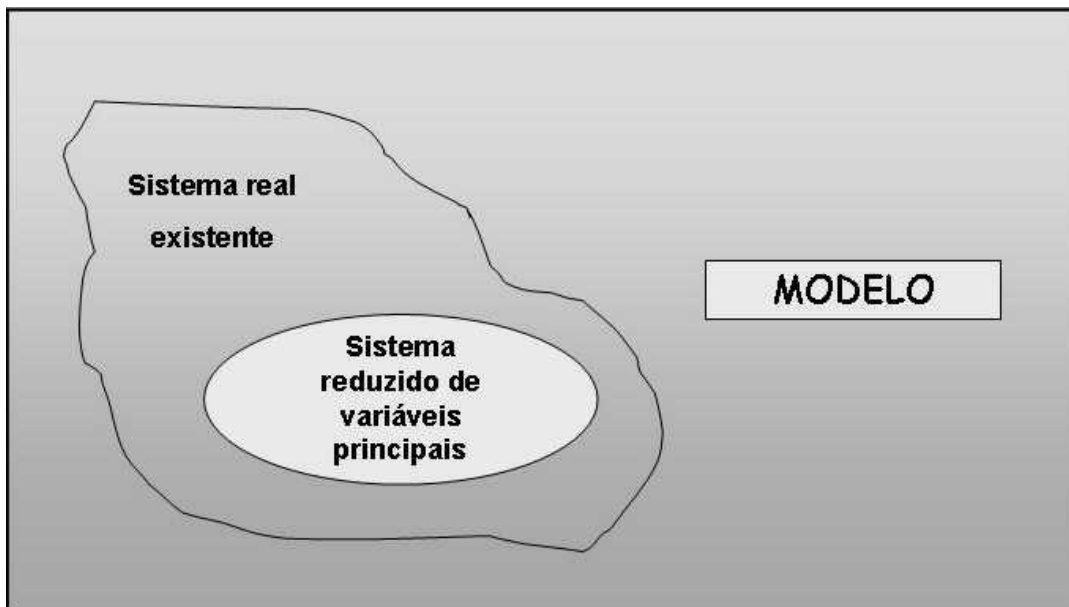 Sistema real
existente
MODELO
Sistema
reduzido de
variáveis
principais